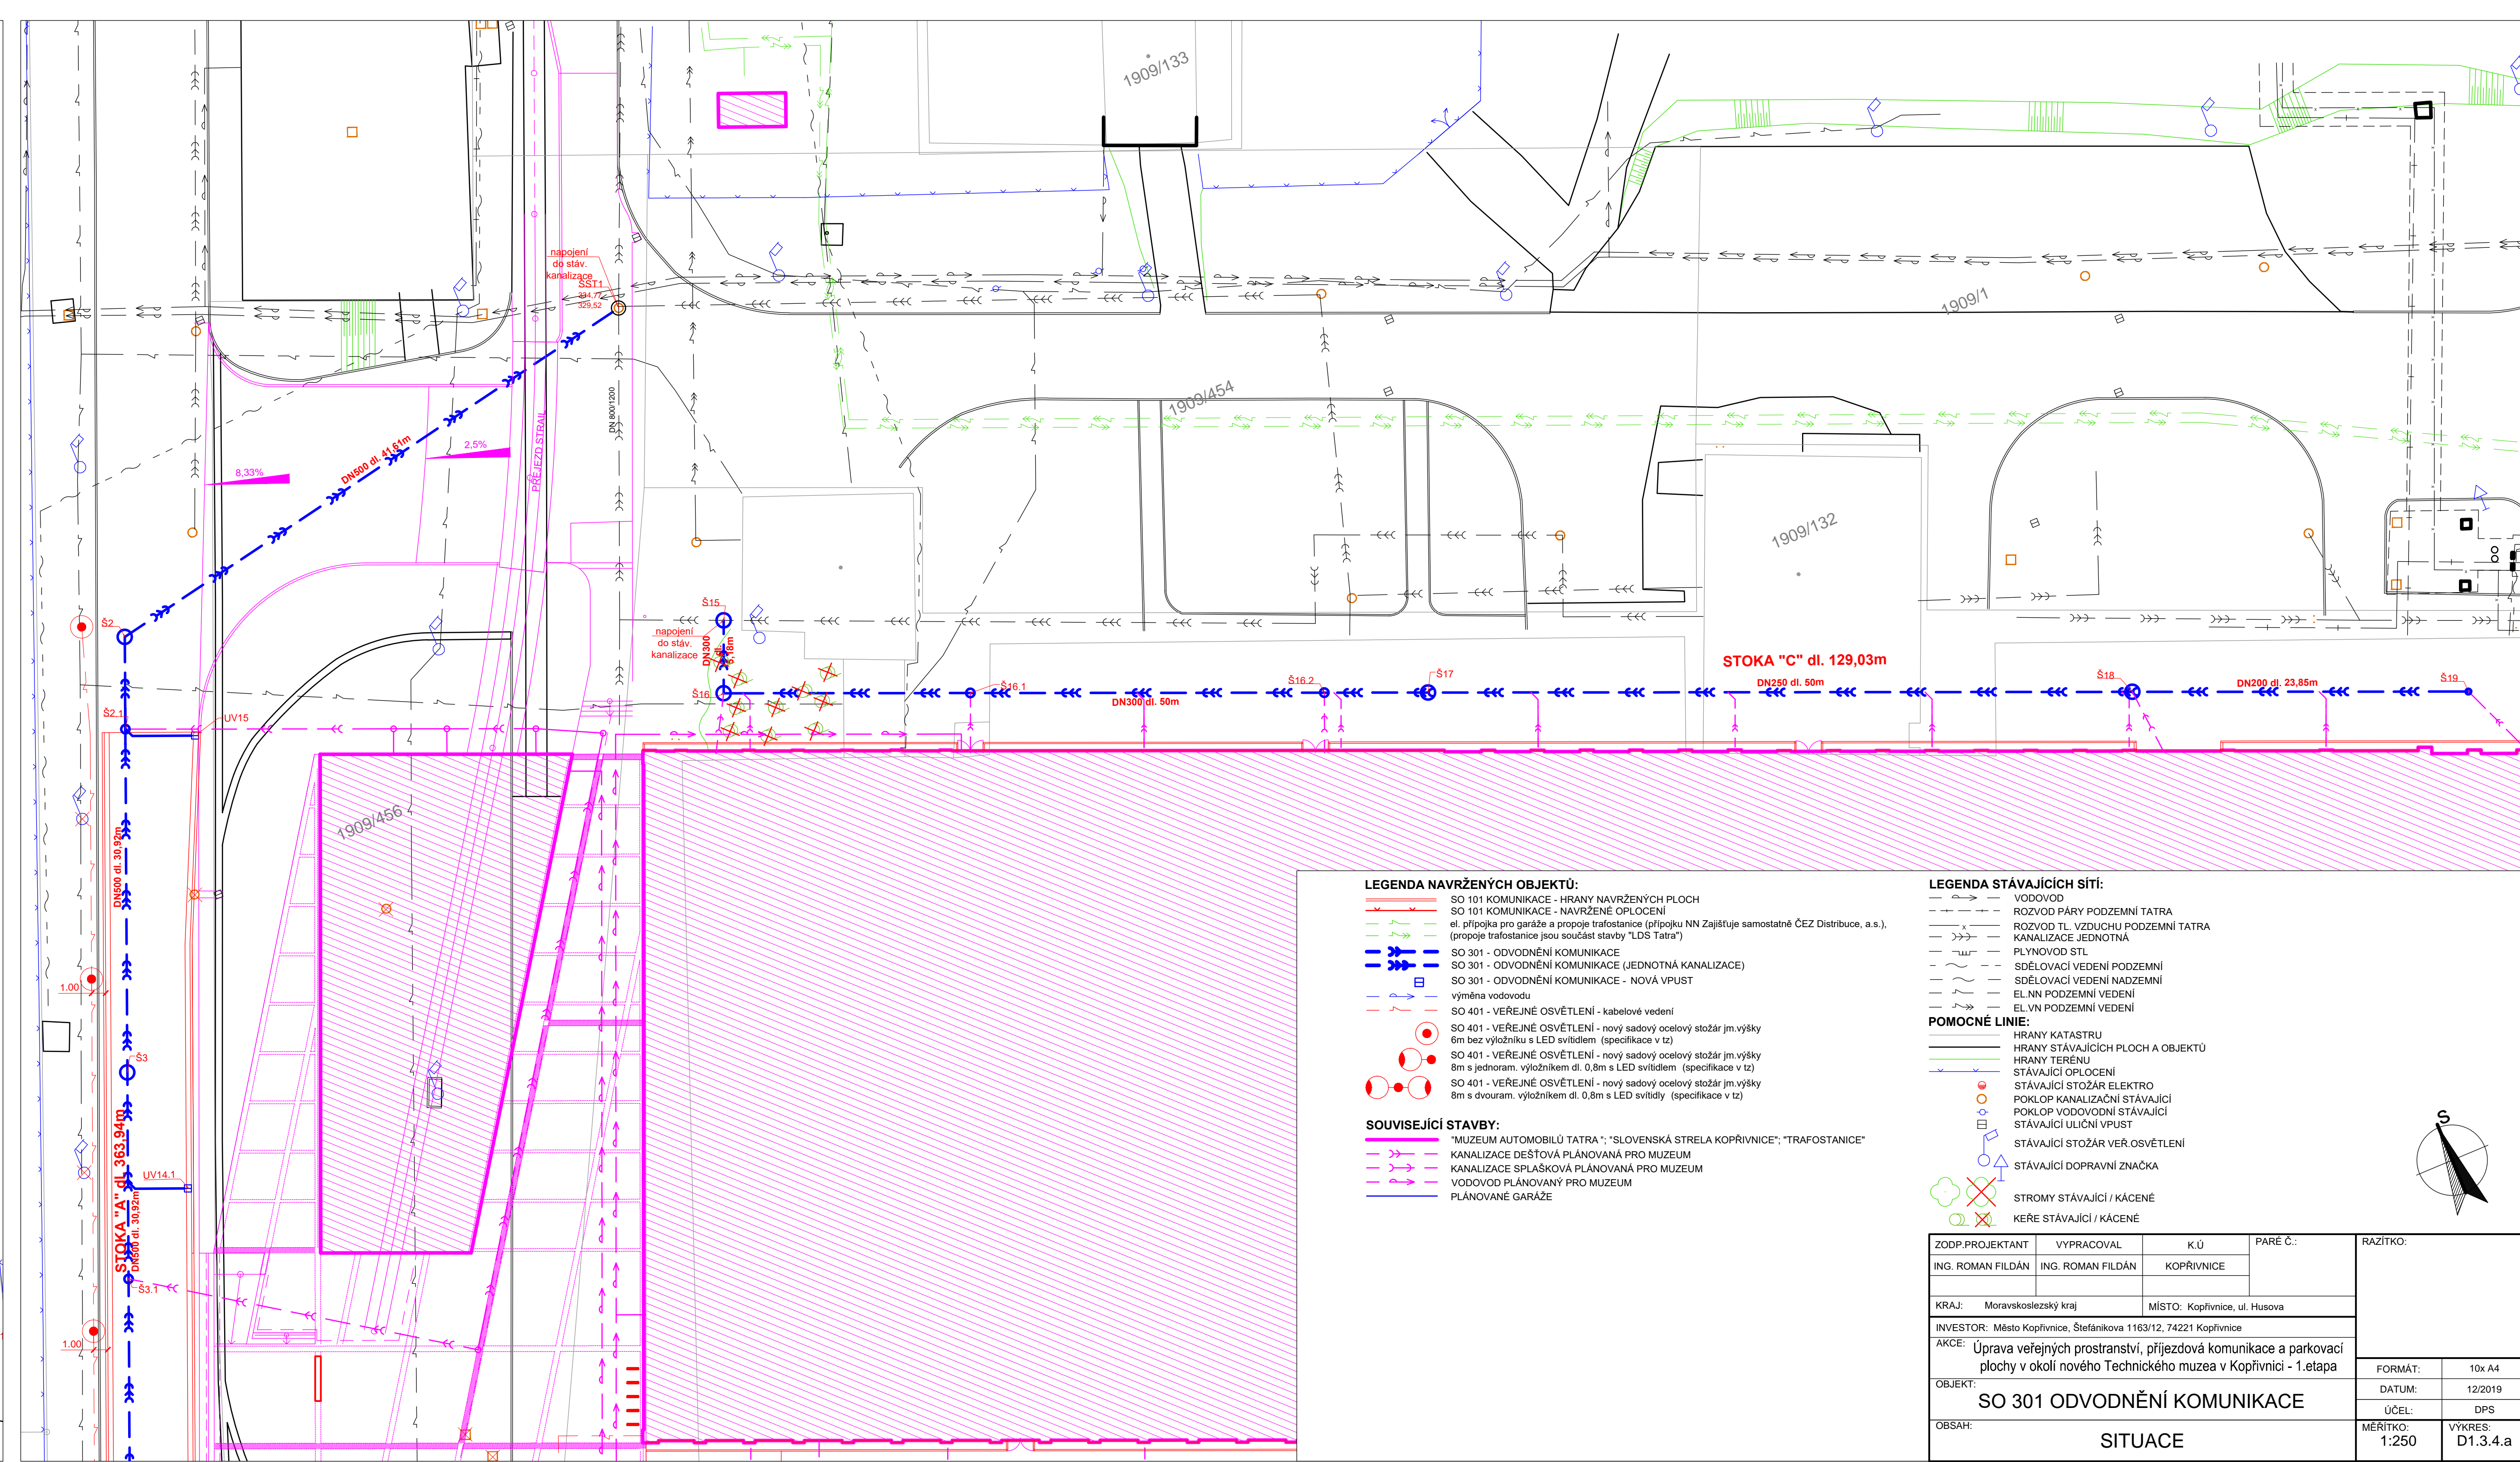 1909/133
napojení
do stáv.
kanalizace
SST1
334,77
329,52
1909/1
DN 800/1200
1909/454
PŘEJEZD STRAIL
2,5%
8,33%
DN500 dl. 41,61m
1909/132
Š2
Š15
napojení
do stáv.
kanalizace
DN300
dl.
6,18m
Š16
Š16.1
Š16.2
Š17
STOKA "C" dl. 129,03m
DN250 dl. 50m
DN300 dl. 50m
Š18
DN200 dl. 23,85m
Š19
Š2.1
UV15
1909/456
DN500 dl. 30,92m
1.00
Š3
STOKA "A" dl. 363,94m
DN500 dl. 30,92m
UV14.1
Š3.1
1.00
LEGENDA NAVRŽENÝCH OBJEKTŮ:
SO 101 KOMUNIKACE - HRANY NAVRŽENÝCH PLOCH
SO 101 KOMUNIKACE - NAVRŽENÉ OPLOCENÍ
el. přípojka pro garáže a propoje trafostanice (přípojku NN Zajišťuje samostatně ČEZ Distribuce, a.s.),
(propoje trafostanice jsou součást stavby "LDS Tatra")
SO 301 - ODVODNĚNÍ KOMUNIKACE
SO 301 - ODVODNĚNÍ KOMUNIKACE (JEDNOTNÁ KANALIZACE)
SO 301 - ODVODNĚNÍ KOMUNIKACE - NOVÁ VPUST
výměna vodovodu
SO 401 - VEŘEJNÉ OSVĚTLENÍ - kabelové vedení
SO 401 - VEŘEJNÉ OSVĚTLENÍ - nový sadový ocelový stožár jm.výšky
6m bez výložníku s LED svítidlem (specifikace v tz)
SO 401 - VEŘEJNÉ OSVĚTLENÍ - nový sadový ocelový stožár jm.výšky
8m s jednoram. výložníkem dl. 0,8m s LED svítidlem (specifikace v tz)
SO 401 - VEŘEJNÉ OSVĚTLENÍ - nový sadový ocelový stožár jm.výšky
8m s dvouram. výložníkem dl. 0,8m s LED svítidly (specifikace v tz)
SOUVISEJÍCÍ STAVBY:
"MUZEUM AUTOMOBILŮ TATRA "; "SLOVENSKÁ STRELA KOPŘIVNICE"; "TRAFOSTANICE"
KANALIZACE DEŠŤOVÁ PLÁNOVANÁ PRO MUZEUM
KANALIZACE SPLAŠKOVÁ PLÁNOVANÁ PRO MUZEUM
VODOVOD PLÁNOVANÝ PRO MUZEUM
PLÁNOVANÉ GARÁŽE
LEGENDA STÁVAJÍCÍCH SÍTÍ:
VODOVOD
ROZVOD PÁRY PODZEMNÍ TATRA
ROZVOD TL. VZDUCHU PODZEMNÍ TATRA
KANALIZACE JEDNOTNÁ
PLYNOVOD STL
SDĚLOVACÍ VEDENÍ PODZEMNÍ
SDĚLOVACÍ VEDENÍ NADZEMNÍ
EL.NN PODZEMNÍ VEDENÍ
EL.VN PODZEMNÍ VEDENÍ
POMOCNÉ LINIE:
HRANY KATASTRU
HRANY STÁVAJÍCÍCH PLOCH A OBJEKTŮ
HRANY TERÉNU
STÁVAJÍCÍ OPLOCENÍ
STÁVAJÍCÍ STOŽÁR ELEKTRO
POKLOP KANALIZAČNÍ STÁVAJÍCÍ
POKLOP VODOVODNÍ STÁVAJÍCÍ
STÁVAJÍCÍ ULIČNÍ VPUST
STÁVAJÍCÍ STOŽÁR VEŘ.OSVĚTLENÍ
STÁVAJÍCÍ DOPRAVNÍ ZNAČKA
STROMY STÁVAJÍCÍ / KÁCENÉ
KEŘE STÁVAJÍCÍ / KÁCENÉ
S
ZODP.PROJEKTANT VYPRACOVAL K.Ú PARÉ Č.: RAZÍTKO:
ING. ROMAN FILDÁN ING. ROMAN FILDÁN KOPŘIVNICE
KRAJ: Moravskoslezský kraj MÍSTO: Kopřivnice, ul. Husova
INVESTOR: Město Kopřivnice, Štefánikova 1163/12, 74221 Kopřivnice
AKCE: Úprava veřejných prostranství, příjezdová komunikace a parkovací
plochy v okolí nového Technického muzea v Kopřivnici - 1.etapa
FORMÁT: 10x A4
OBJEKT: SO 301 ODVODNĚNÍ KOMUNIKACE
DATUM: 12/2019
ÚČEL: DPS
OBSAH: SITUACE
MĚŘÍTKO: 1:250
VÝKRES: D1.3.4.a